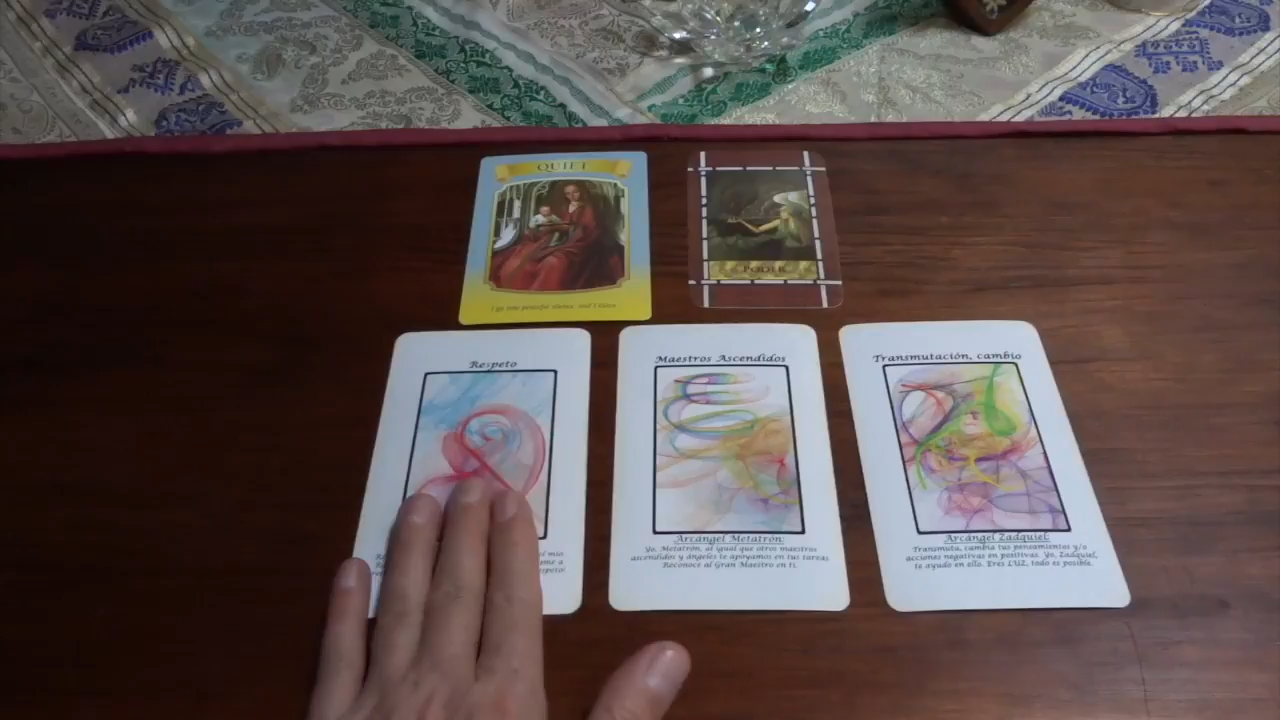 QUIET
I go into peaceful silence, and I listen.
PODER
Respeto
el mío
Maestros Ascendidos
Arcángel Metatrón:
Yo, Metatrón, al igual que otros maestros
ascendidos y ángeles te apoyamos en tus tareas.
Reconoce al Gran Maestro en ti.
Transmutación, cambio
Arcángel Zadquiel:
Transmuta, cambia tus pensamientos y/o
acciones negativas en positivas. Yo, Zadquiel,
te ayudo en ello. Eres LUZ, todo es posible.